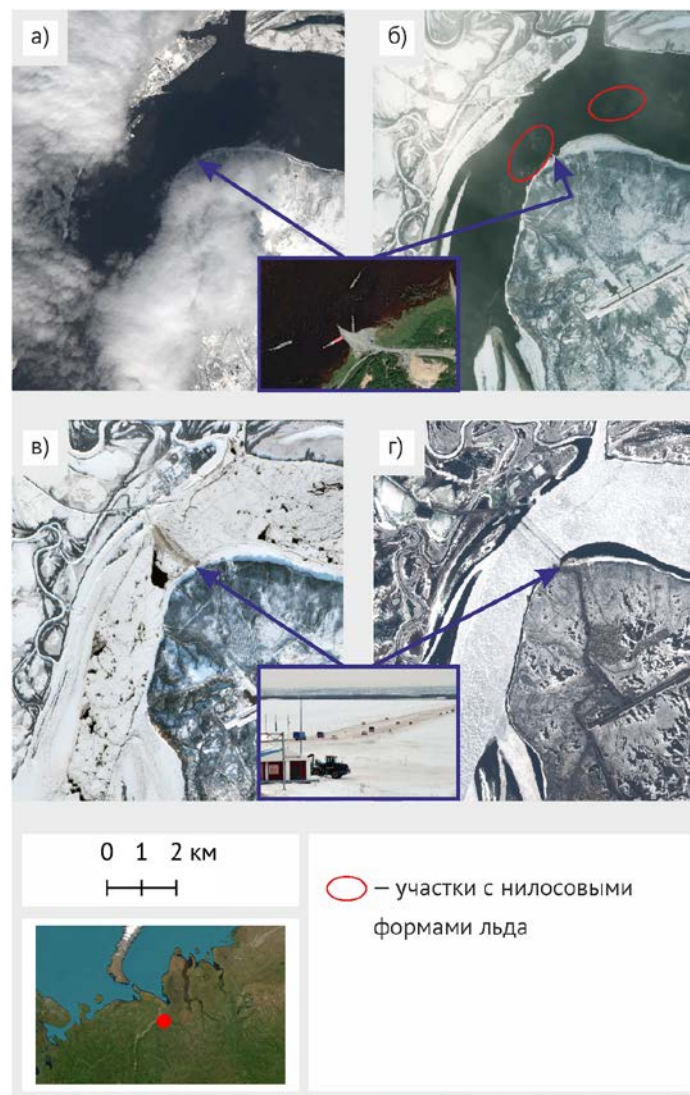 а)
б)
в)
г)
0 1 2 км
– участки с нилосовыми
формами льда